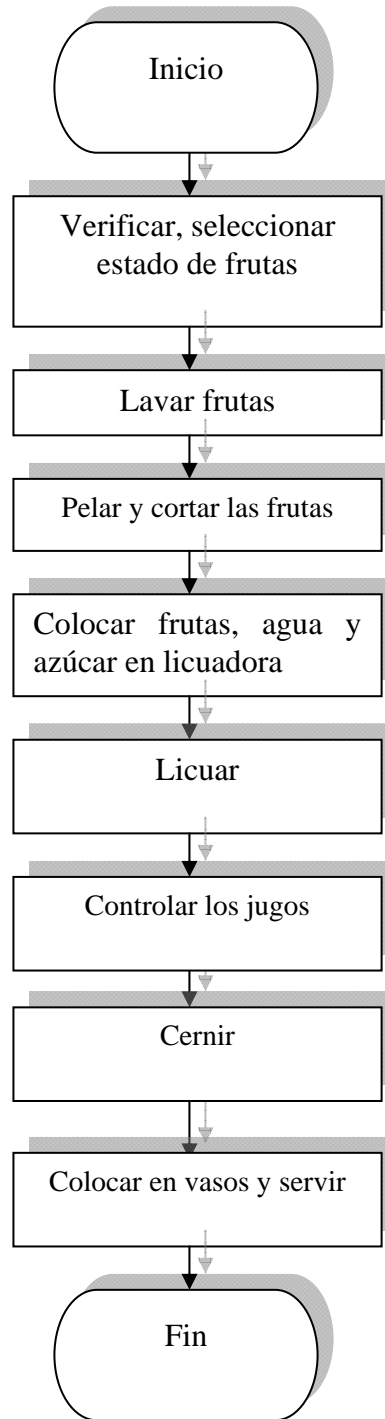 Inicio
Verificar, seleccionar
estado de frutas
Lavar frutas
Pelar y cortar las frutas
Colocar frutas, agua y
azúcar en licuadora
Licuar
Controlar los jugos
Cernir
Colocar en vasos y servir
Fin